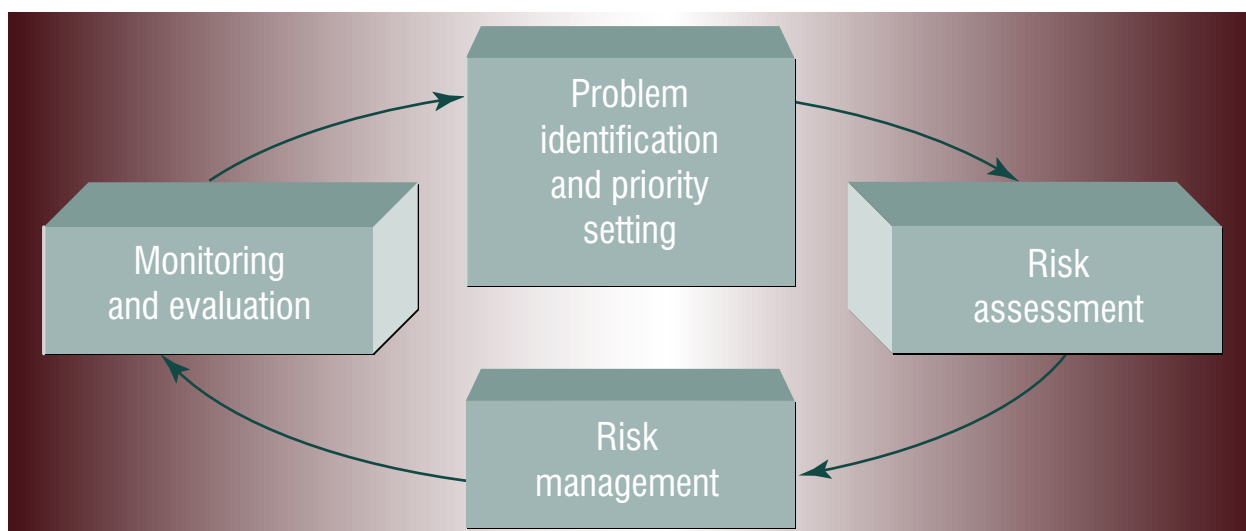 Problem
identification
and priority
setting
Risk
assessment
Risk
management
Monitoring
and evaluation